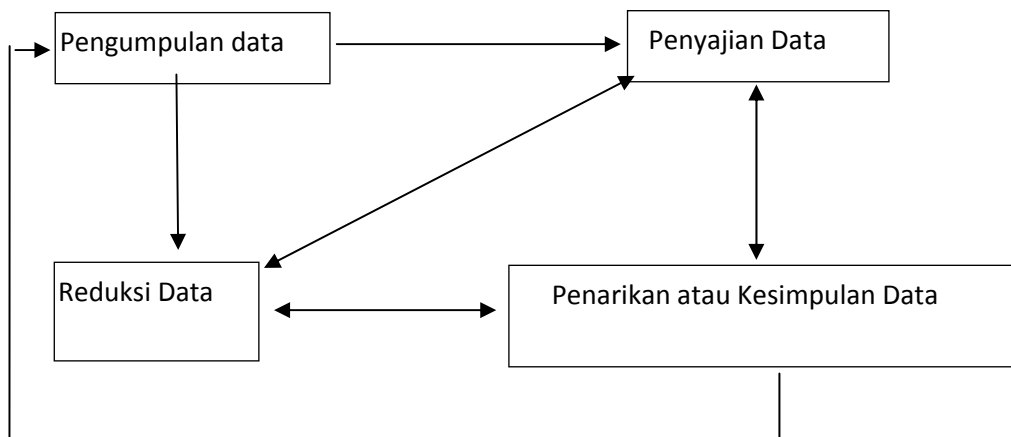 Pengumpulan data
Penyajian Data
Reduksi Data
Penarikan atau Kesimpulan Data